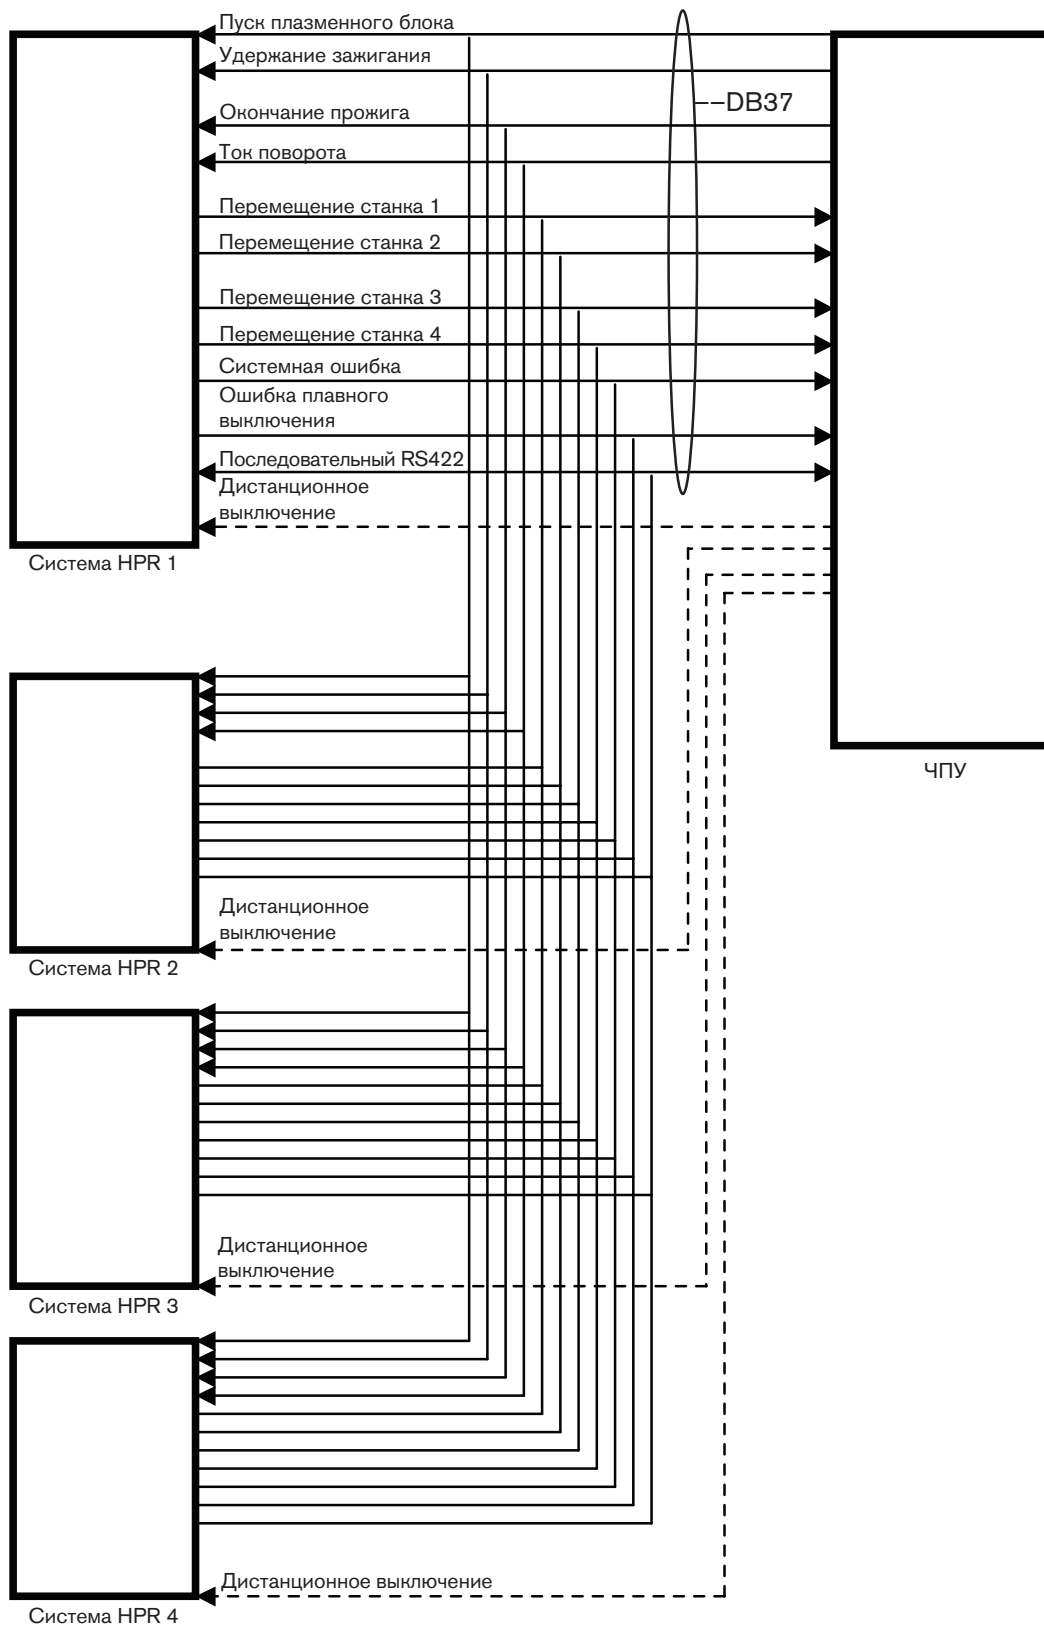 Пуск плазменного блока
Удержание зажигания
--DB37
Окончание прожига
Ток поворота
Перемещение станка 1
Перемещение станка 2
Перемещение станка 3
Перемещение станка 4
Системная ошибка
Ошибка плавного
выключения
Последовательный RS422
Дистанционное
выключение
Система HPR 1
ЧПУ
Дистанционное
выключение
Система HPR 2
Дистанционное
выключение
Система HPR 3
Дистанционное выключение
Система HPR 4